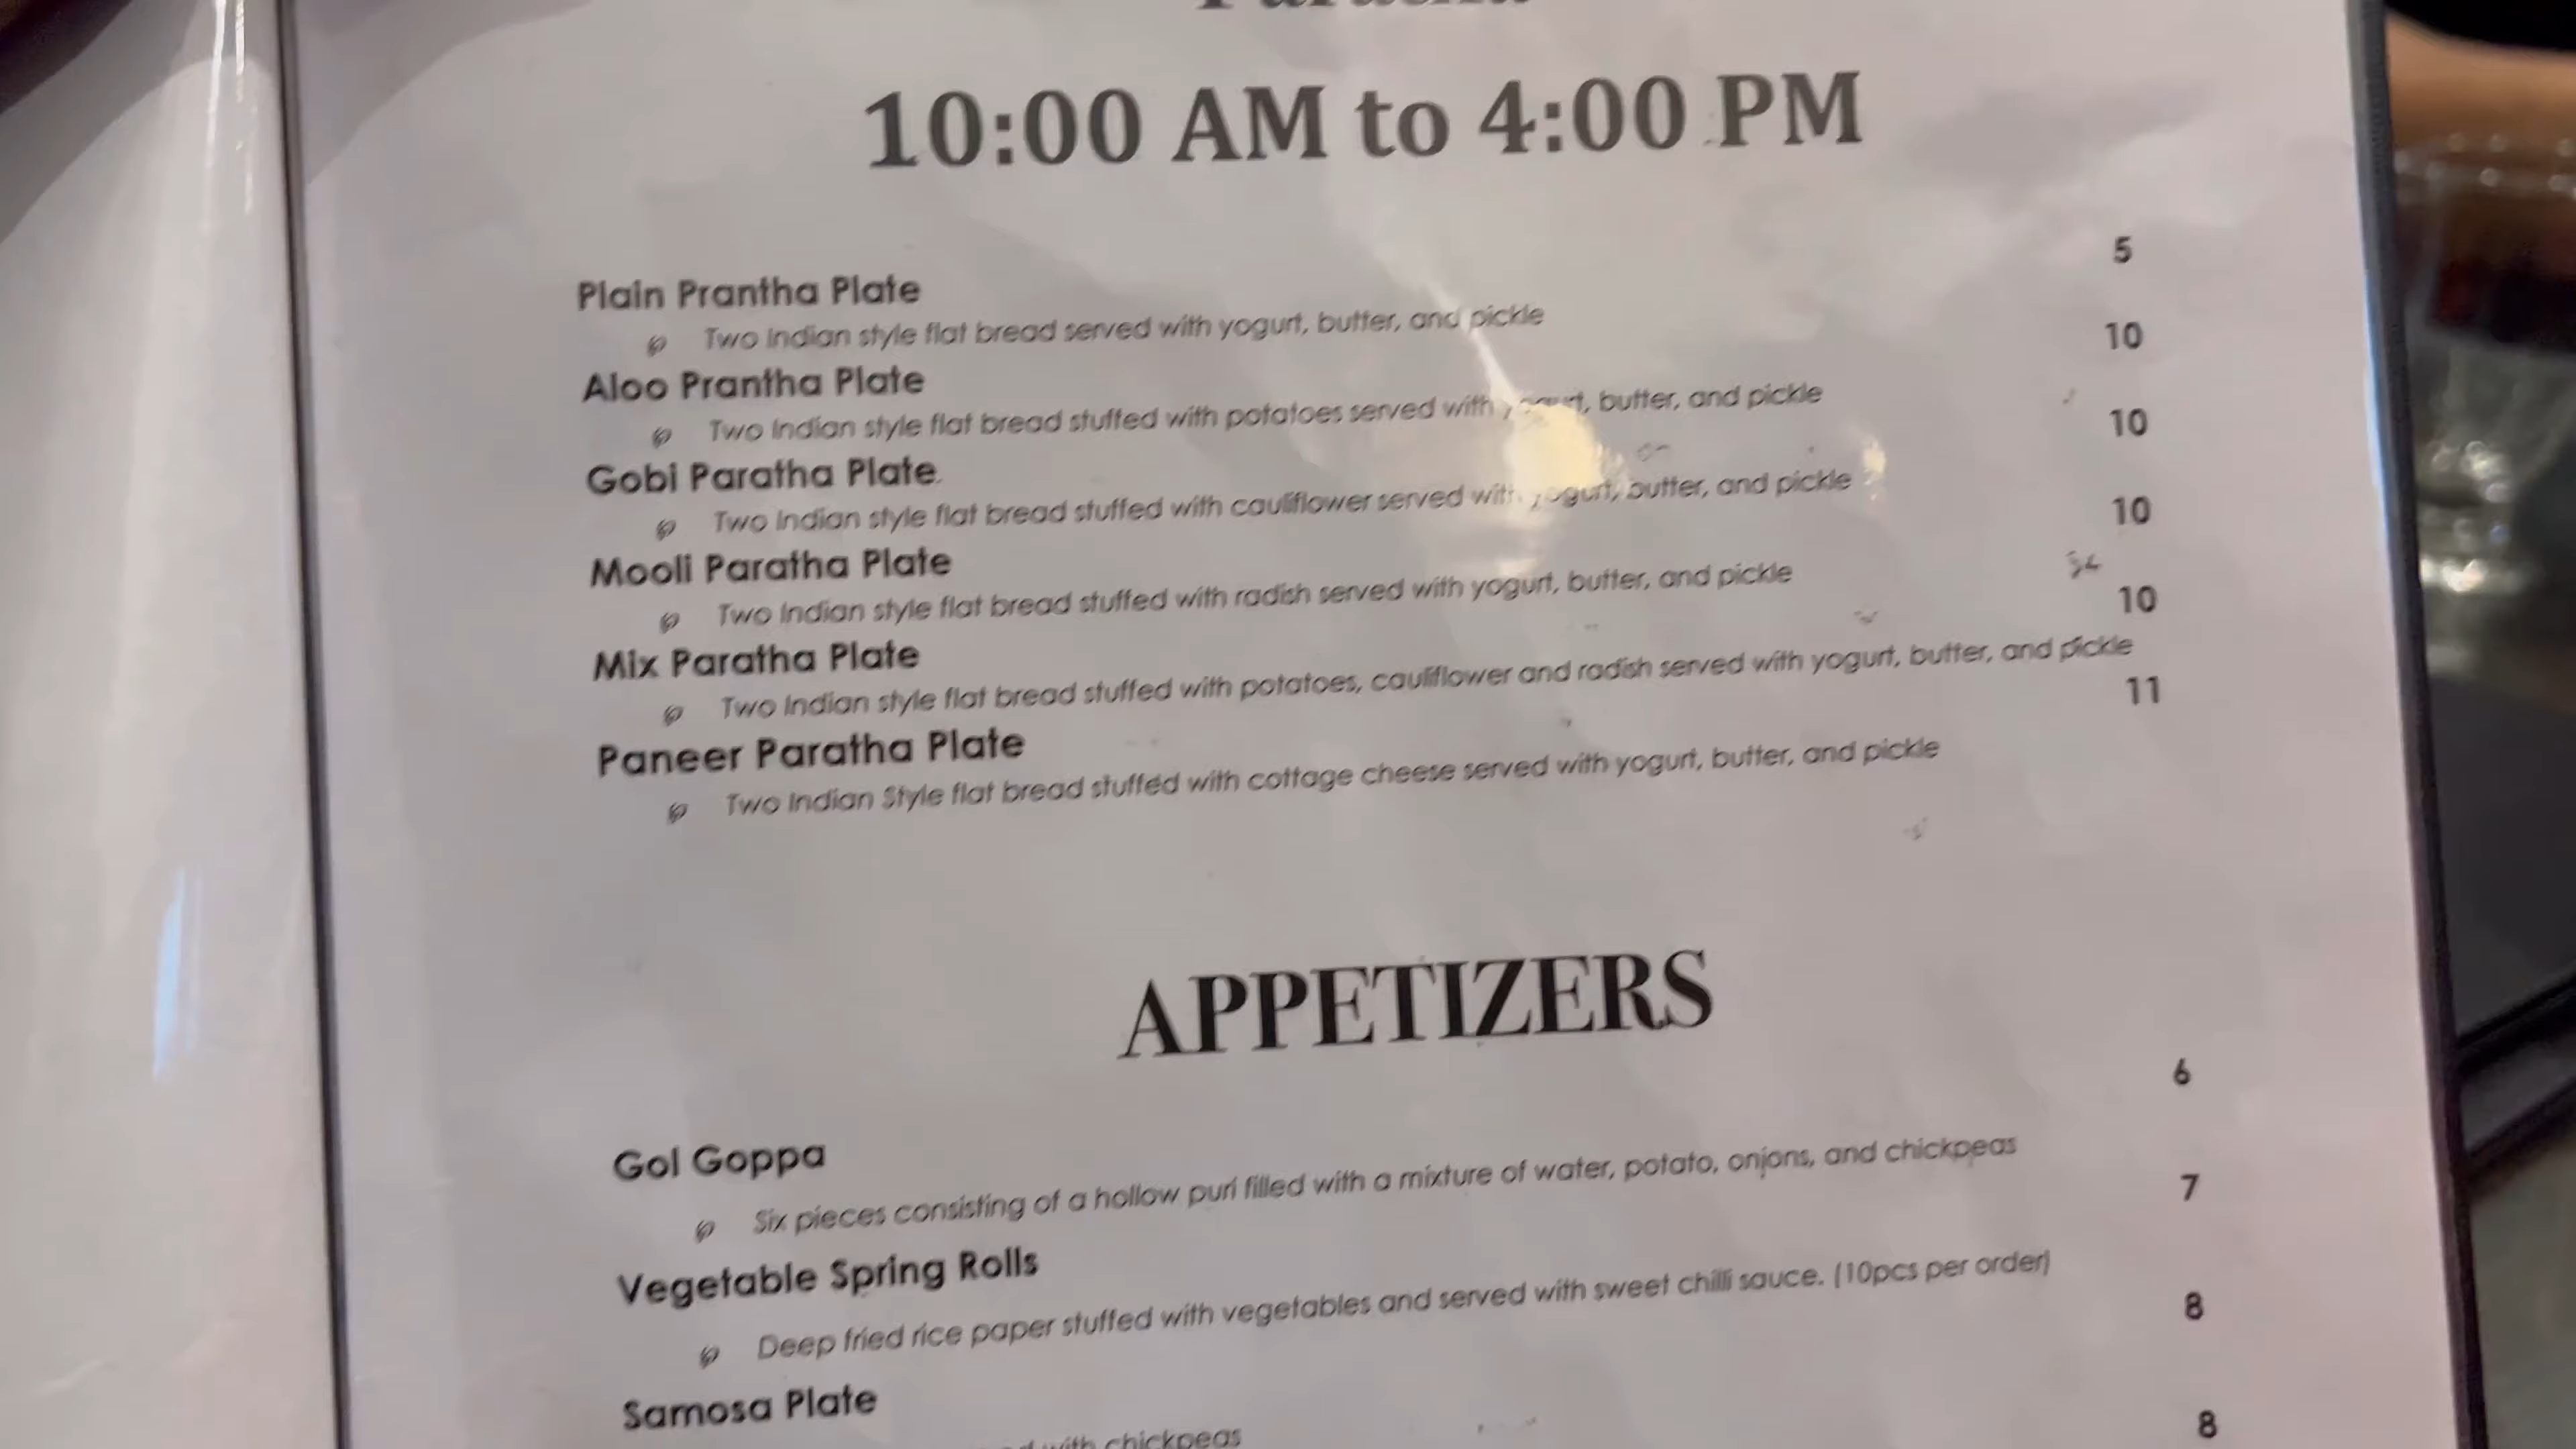 10:00 AM to 4:00 PM
Plain Prantha Plate 5
Two Indian style flat bread served with yogurt, butter, and pickle
Aloo Prantha Plate 10
Two Indian style flat bread stuffed with potatoes served with yogurt, butter, and pickle
Gobi Paratha Plate 10
Two Indian style flat bread stuffed with cauliflower served with yogurt, butter, and pickle
Mooli Paratha Plate 10
Two Indian style flat bread stuffed with radish served with yogurt, butter, and pickle
Mix Paratha Plate 10
Two Indian style flat bread stuffed with potatoes, cauliflower and radish served with yogurt, butter, and pickle
Paneer Paratha Plate 11
Two Indian Style flat bread stuffed with cottage cheese served with yogurt, butter, and pickle
APPETIZERS
Gol Goppa 6
Six pieces consisting of a hollow puri filled with a mixture of water, potato, onions, and chickpeas
Vegetable Spring Rolls 7
Deep fried rice paper stuffed with vegetables and served with sweet chilli sauce. (10pcs per order)
Samosa Plate 8
with chickpeas
8